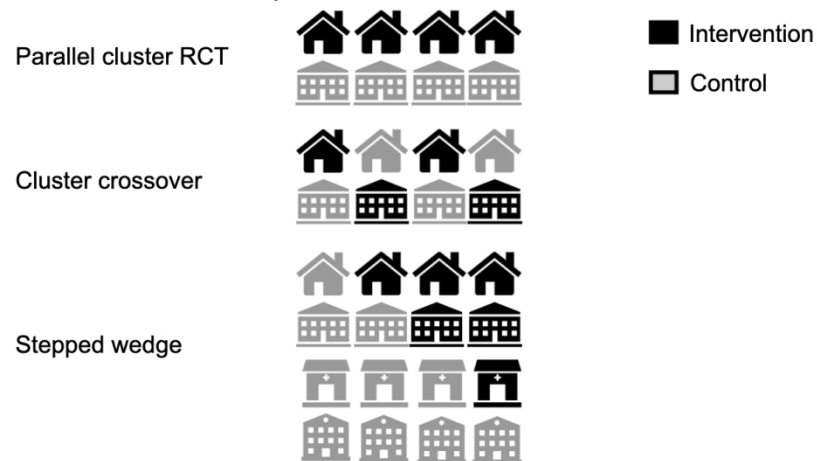 Parallel cluster RCT
Intervention
Control
Cluster crossover
Stepped wedge